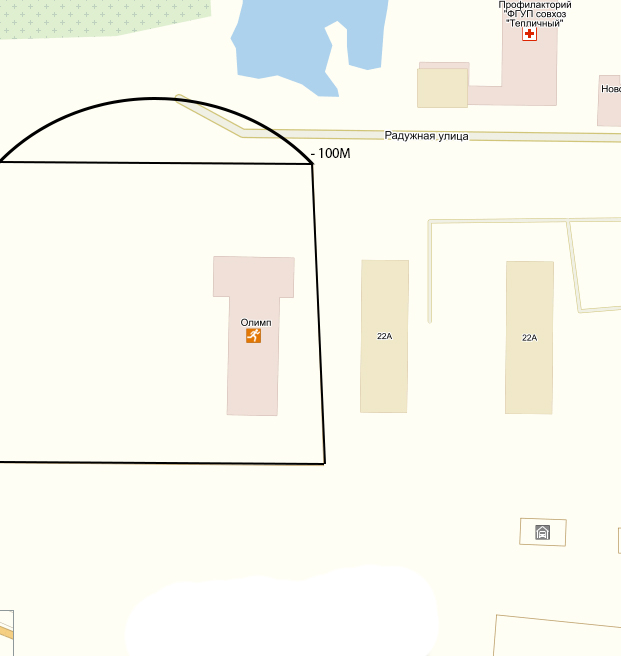 Профилакторий
"ФГУП совхоз
"Тепличный"
Ново
Радужная улица
- 100М
Олимп
22А
22А